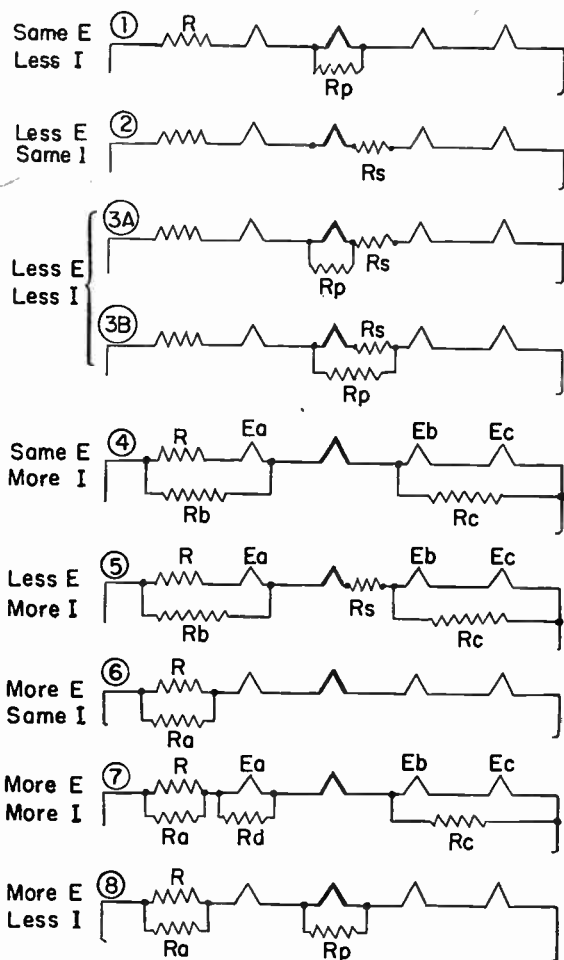 Same E
Less I
1
R
Rp
Less E
Same I
2
Rs
Less E
Less I
3A
Rp
Rs
3B
Rs
Rp
Same E
More I
4
R
Ea
Eb
Ec
Rb
Rc
Less E
More I
5
R
Ea
Eb
Ec
Rb
Rs
Rc
More E
Same I
6
R
Ra
More E
More I
7
R
Ea
Eb
Ec
Ra
Rd
Rc
More E
Less I
8
R
Ra
Rp